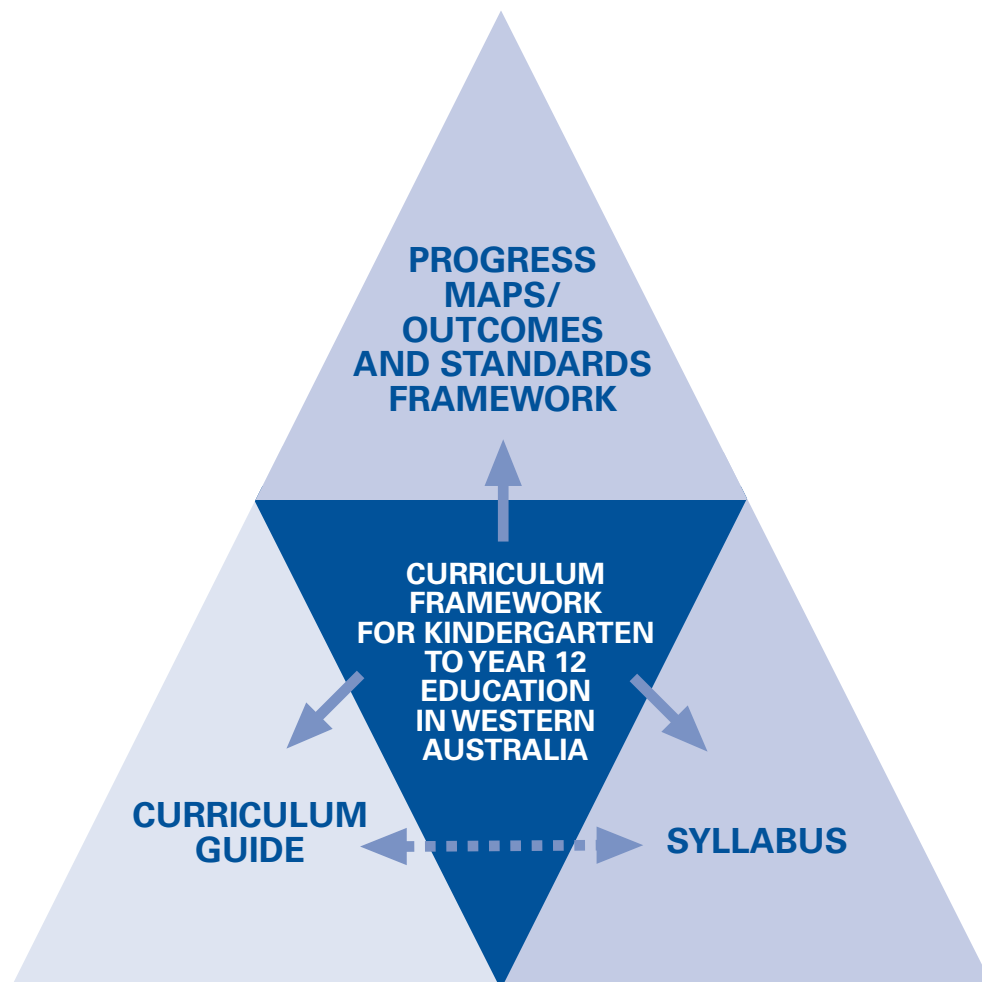 PROGRESS
MAPS/
OUTCOMES
AND STANDARDS
FRAMEWORK
CURRICULUM
FRAMEWORK
FOR KINDERGARTEN
TO YEAR 12
EDUCATION
IN WESTERN
AUSTRALIA
CURRICULUM
GUIDE
SYLLABUS